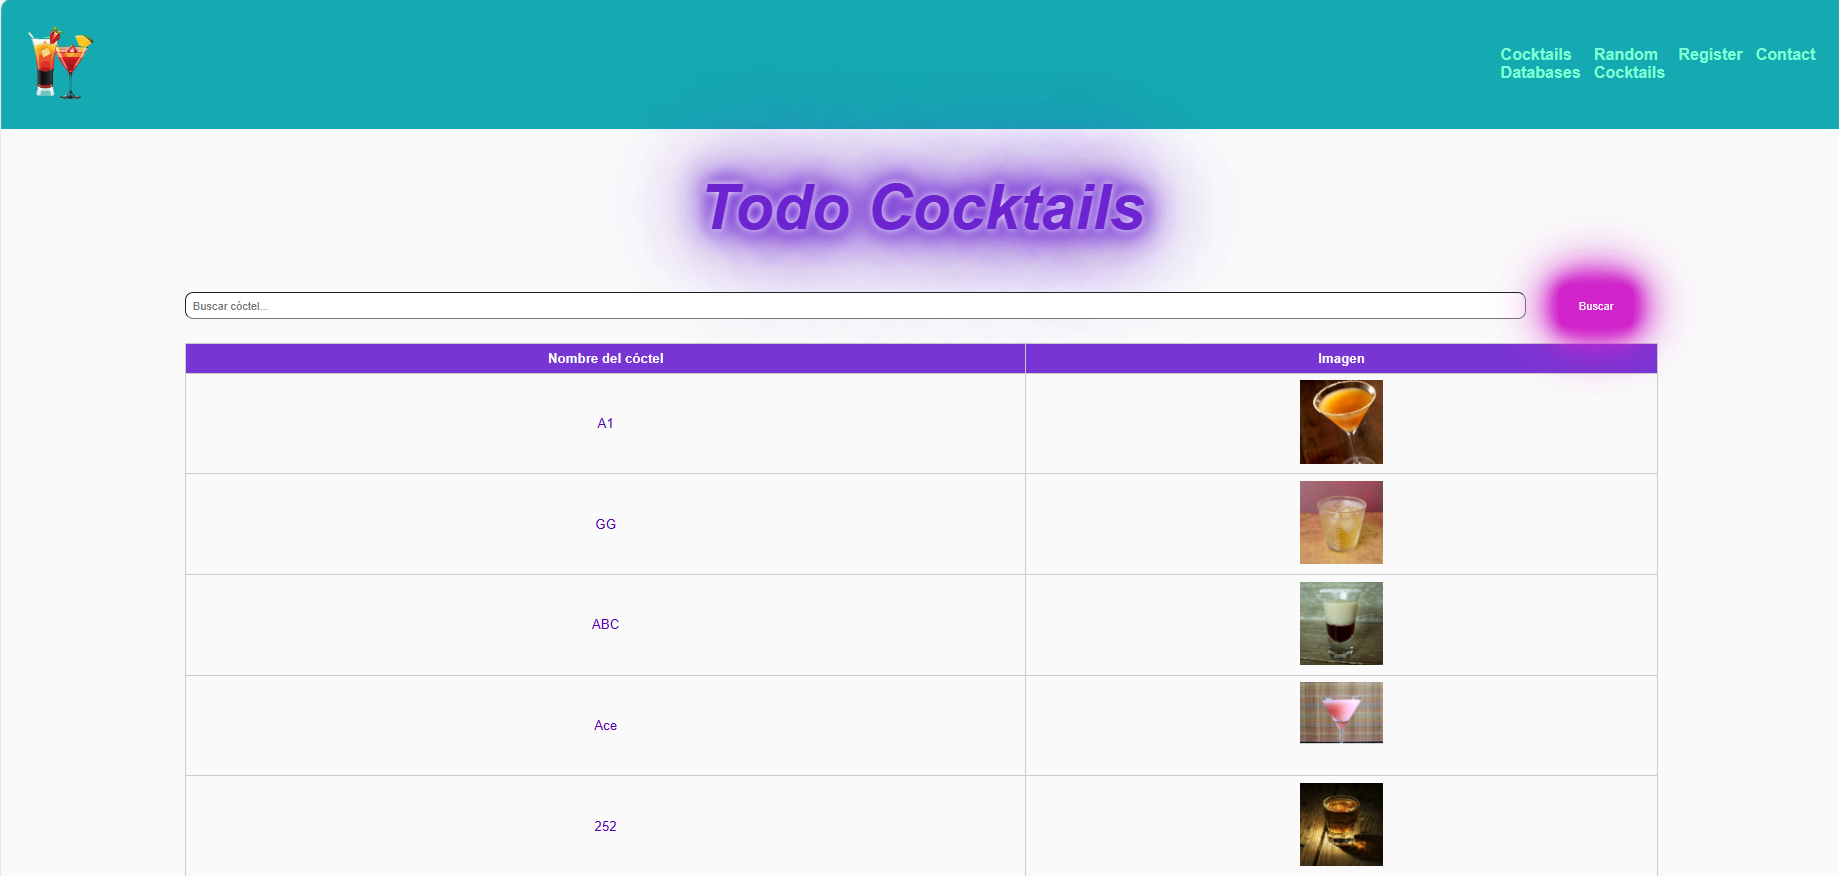 Cocktails Databases
Random Cocktails
Register
Contact
Todo Cocktails
Buscar cóctel...
Buscar
Nombre del cóctel
Imagen
A1
GG
ABC
Ace
252